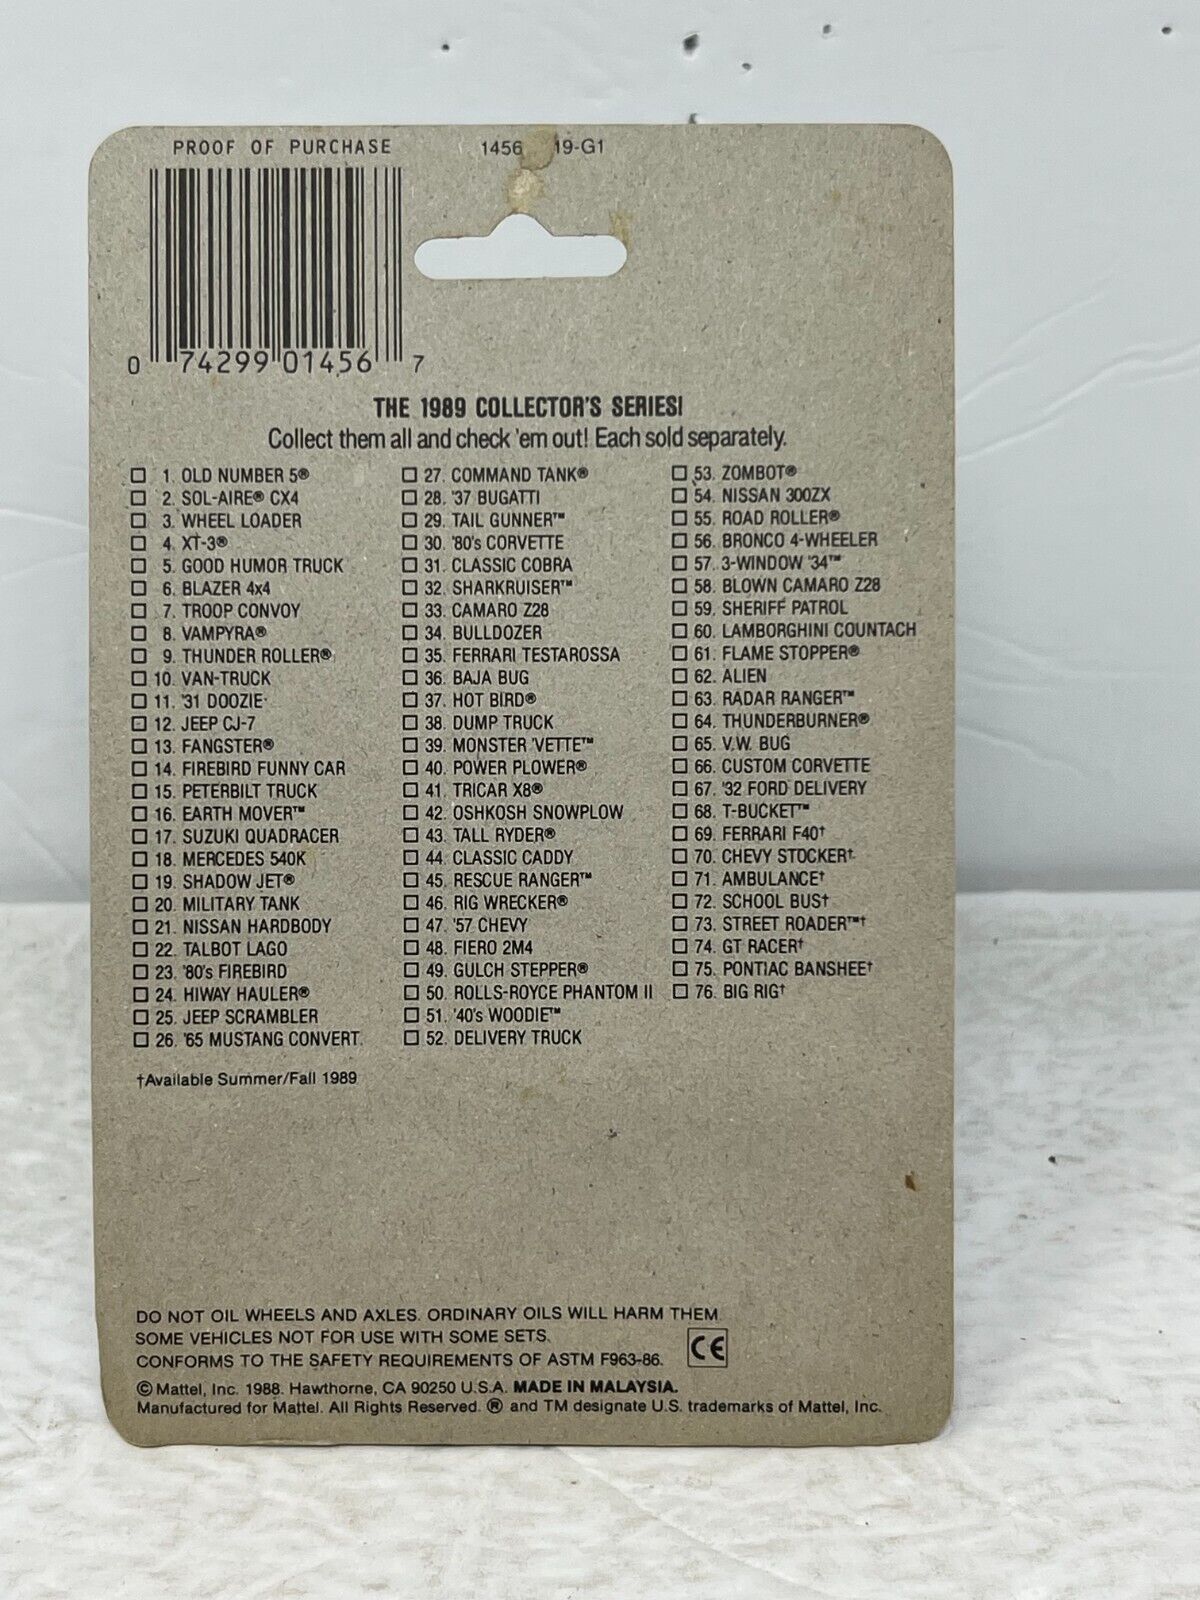 PROOF OF PURCHASE 1456 19-G1
0 74299 01456 7
THE 1989 COLLECTOR'S SERIES!
Collect them all and check 'em out! Each sold separately.
1. OLD NUMBER 5®
2. SOL-AIRE® CX4
3. WHEEL LOADER
4. XT-3®
5. GOOD HUMOR TRUCK
6. BLAZER 4x4
7. TROOP CONVOY
8. VAMPYRA®
9. THUNDER ROLLER®
10. VAN-TRUCK
11. '31 DOOZIE
12. JEEP CJ-7
13. FANGSTER®
14. FIREBIRD FUNNY CAR
15. PETERBILT TRUCK
16. EARTH MOVER™
17. SUZUKI QUADRACER
18. MERCEDES 540K
19. SHADOW JET®
20. MILITARY TANK
21. NISSAN HARDBODY
22. TALBOT LAGO
23. '80's FIREBIRD
24. HIWAY HAULER®
25. JEEP SCRAMBLER
26. '65 MUSTANG CONVERT.
27. COMMAND TANK®
28. '37 BUGATTI
29. TAIL GUNNER™
30. '80's CORVETTE
31. CLASSIC COBRA
32. SHARKRUISER™
33. CAMARO Z28
34. BULLDOZER
35. FERRARI TESTAROSSA
36. BAJA BUG
37. HOT BIRD®
38. DUMP TRUCK
39. MONSTER 'VETTE™
40. POWER PLOWER®
41. TRICAR X8®
42. OSHKOSH SNOWPLOW
43. TALL RYDER®
44. CLASSIC CADDY
45. RESCUE RANGER™
46. RIG WRECKER®
47. '57 CHEVY
48. FIERO 2M4
49. GULCH STEPPER®
50. ROLLS-ROYCE PHANTOM II
51. '40's WOODIE™
52. DELIVERY TRUCK
53. ZOMBOT®
54. NISSAN 300ZX
55. ROAD ROLLER®
56. BRONCO 4-WHEELER
57. 3-WINDOW '34™
58. BLOWN CAMARO Z28
59. SHERIFF PATROL
60. LAMBORGHINI COUNTACH
61. FLAME STOPPER®
62. ALIEN
63. RADAR RANGER™
64. THUNDERBURNER®
65. V.W. BUG
66. CUSTOM CORVETTE
67. '32 FORD DELIVERY
68. T-BUCKET™
69. FERRARI F40†
70. CHEVY STOCKER†
71. AMBULANCE†
72. SCHOOL BUS†
73. STREET ROADER™†
74. GT RACER†
75. PONTIAC BANSHEE†
76. BIG RIG†
†Available Summer/Fall 1989
DO NOT OIL WHEELS AND AXLES. ORDINARY OILS WILL HARM THEM.
SOME VEHICLES NOT FOR USE WITH SOME SETS.
CONFORMS TO THE SAFETY REQUIREMENTS OF ASTM F963-86. CE
© Mattel, Inc. 1988. Hawthorne, CA 90250 U.S.A. MADE IN MALAYSIA.
Manufactured for Mattel. All Rights Reserved. ® and TM designate U.S. trademarks of Mattel, Inc.